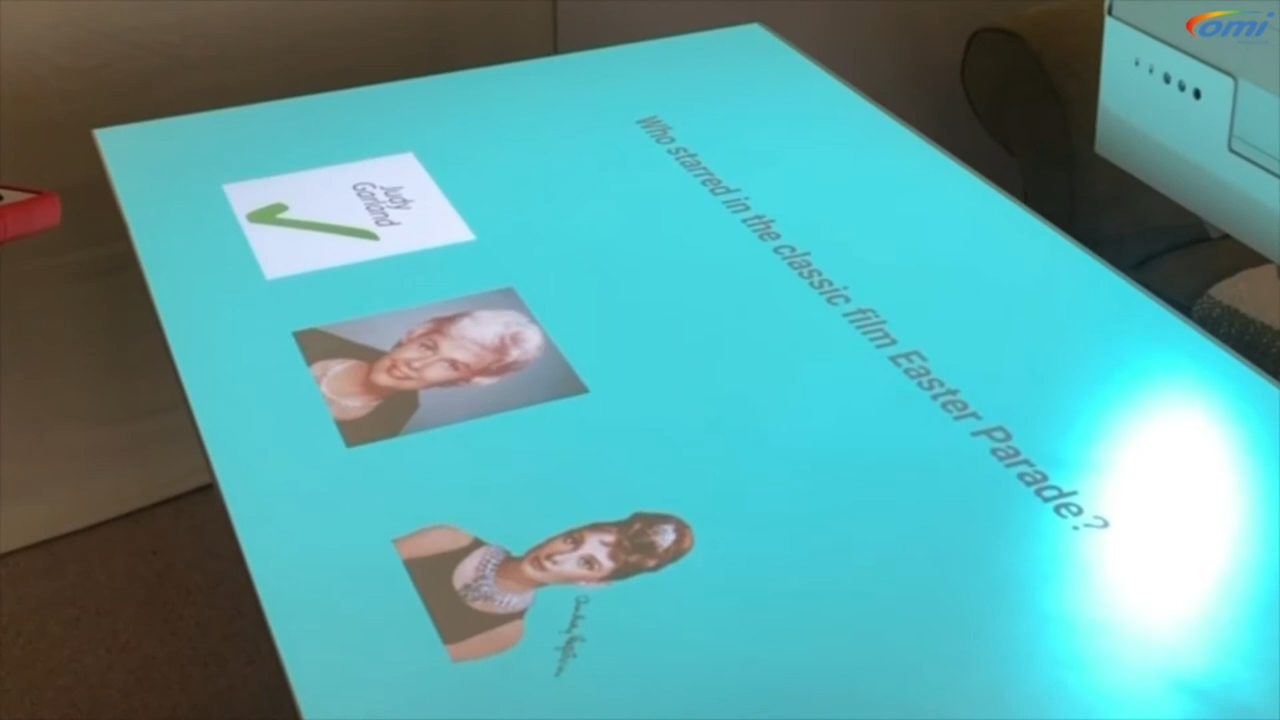 Who starred in the classic film Easter Parade?
Judy
Garland
omi